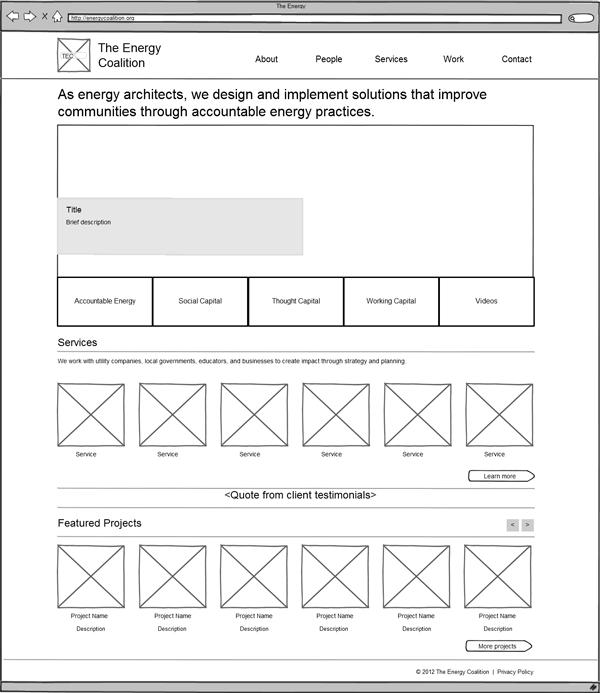 The Energy
X
http://energycoalition.org
TEC
The Energy
Coalition
About People Services Work Contact
As energy architects, we design and implement solutions that improve
communities through accountable energy practices.
Title
Brief description
Accountable Energy Social Capital Thought Capital Working Capital Videos
Services
We work with utility companies, local governments, educators, and businesses to create impact through strategy and planning.
Service Service Service Service Service Service
Learn more
<Quote from client testimonials>
Featured Projects < >
Project Name Project Name Project Name Project Name Project Name Project Name
Description Description Description Description Description Description
More projects
© 2012 The Energy Coalition | Privacy Policy